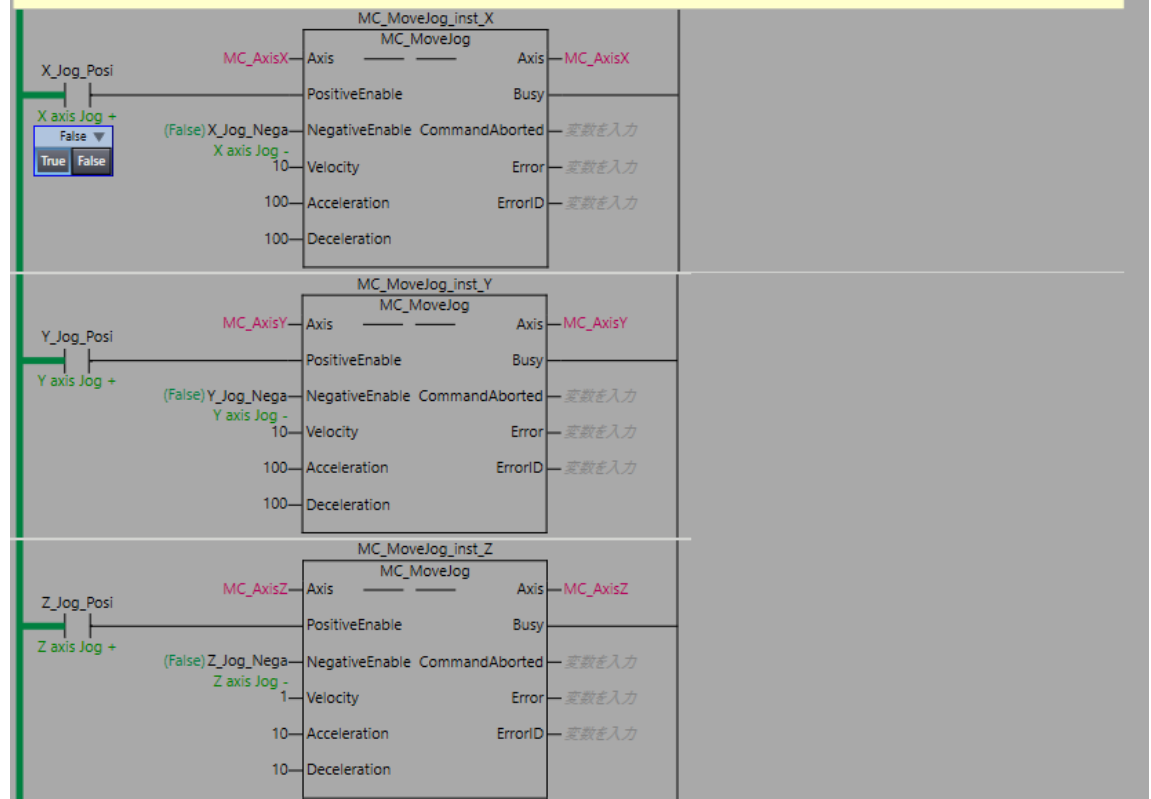 MC_MoveJog_inst_X
MC_MoveJog
MC_AxisX Axis Axis MC_AxisX
X_Jog_Posi
PositiveEnable Busy
X axis Jog +
False ▼
True False
(False) X_Jog_Nega NegativeEnable CommandAborted 変数を入力
X axis Jog -
10 Velocity Error 変数を入力
100 Acceleration ErrorID 変数を入力
100 Deceleration
MC_MoveJog_inst_Y
MC_MoveJog
MC_AxisY Axis Axis MC_AxisY
Y_Jog_Posi
PositiveEnable Busy
Y axis Jog +
(False) Y_Jog_Nega NegativeEnable CommandAborted 変数を入力
Y axis Jog -
10 Velocity Error 変数を入力
100 Acceleration ErrorID 変数を入力
100 Deceleration
MC_MoveJog_inst_Z
MC_MoveJog
MC_AxisZ Axis Axis MC_AxisZ
Z_Jog_Posi
PositiveEnable Busy
Z axis Jog +
(False) Z_Jog_Nega NegativeEnable CommandAborted 変数を入力
Z axis Jog -
1 Velocity Error 変数を入力
10 Acceleration ErrorID 変数を入力
10 Deceleration